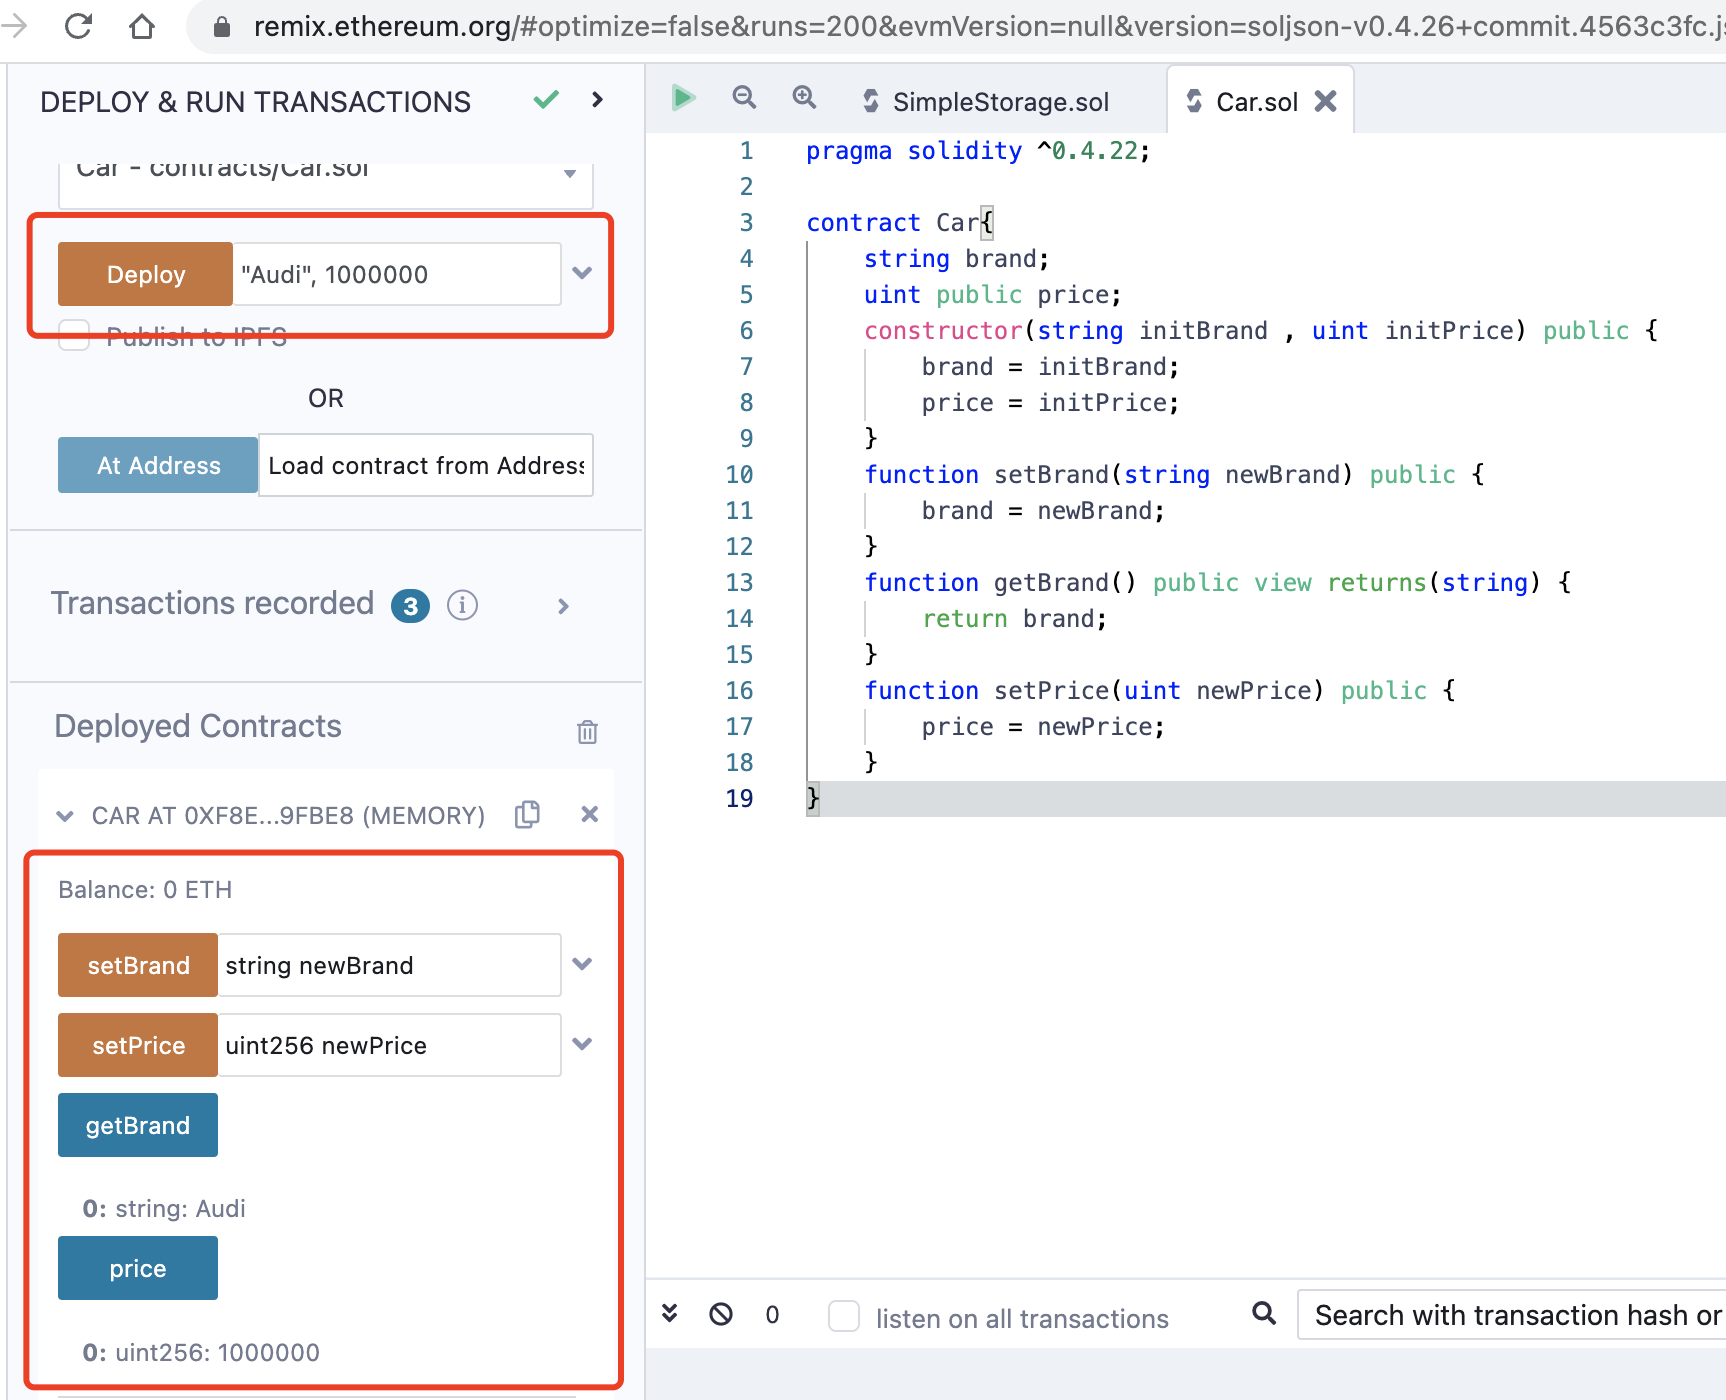 remix.ethereum.org/#optimize=false&runs=200&evmVersion=null&version=soljson-v0.4.26+commit.4563c3fc.js
DEPLOY & RUN TRANSACTIONS
Car - contracts/Car.sol
Deploy "Audi", 1000000
Publish to IPFS
OR
At Address Load contract from Address
Transactions recorded 3 i
Deployed Contracts
CAR AT 0XF8E...9FBE8 (MEMORY)
Balance: 0 ETH
setBrand string newBrand
setPrice uint256 newPrice
getBrand
0: string: Audi
price
0: uint256: 1000000
SimpleStorage.sol Car.sol
1 pragma solidity ^0.4.22;
2
3 contract Car{
4 string brand;
5 uint public price;
6 constructor(string initBrand , uint initPrice) public {
7 brand = initBrand;
8 price = initPrice;
9 }
10 function setBrand(string newBrand) public {
11 brand = newBrand;
12 }
13 function getBrand() public view returns(string) {
14 return brand;
15 }
16 function setPrice(uint newPrice) public {
17 price = newPrice;
18 }
19 }
0 listen on all transactions Search with transaction hash or